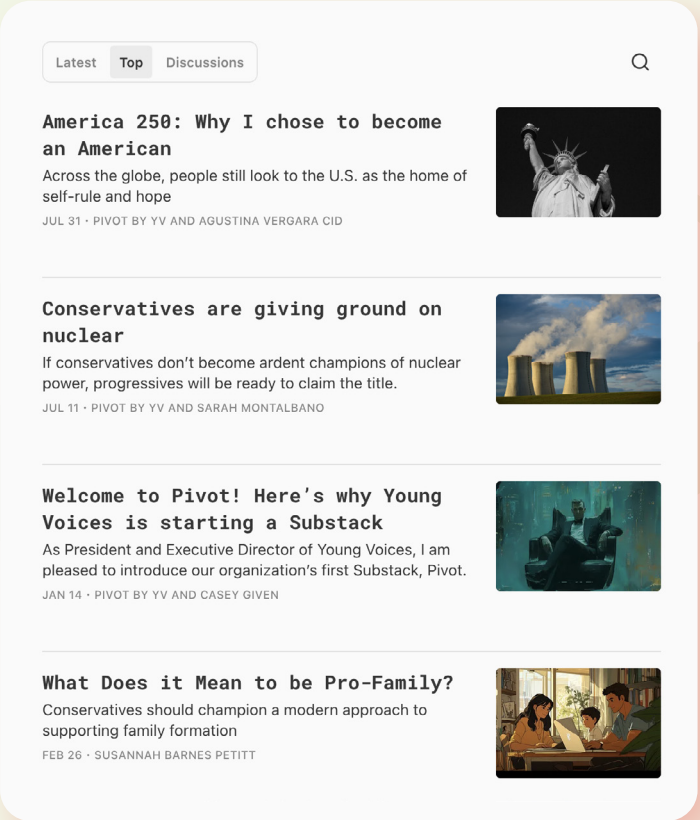 Latest Top Discussions
America 250: Why I chose to become
an American
Across the globe, people still look to the U.S. as the home of
self-rule and hope
JUL 31 • PIVOT BY YV AND AGUSTINA VERGARA CID
Conservatives are giving ground on
nuclear
If conservatives don’t become ardent champions of nuclear
power, progressives will be ready to claim the title.
JUL 11 • PIVOT BY YV AND SARAH MONTALBANO
Welcome to Pivot! Here’s why Young
Voices is starting a Substack
As President and Executive Director of Young Voices, I am
pleased to introduce our organization’s first Substack, Pivot.
JAN 14 • PIVOT BY YV AND CASEY GIVEN
What Does it Mean to be Pro-Family?
Conservatives should champion a modern approach to
supporting family formation
FEB 26 • SUSANNAH BARNES PETITT